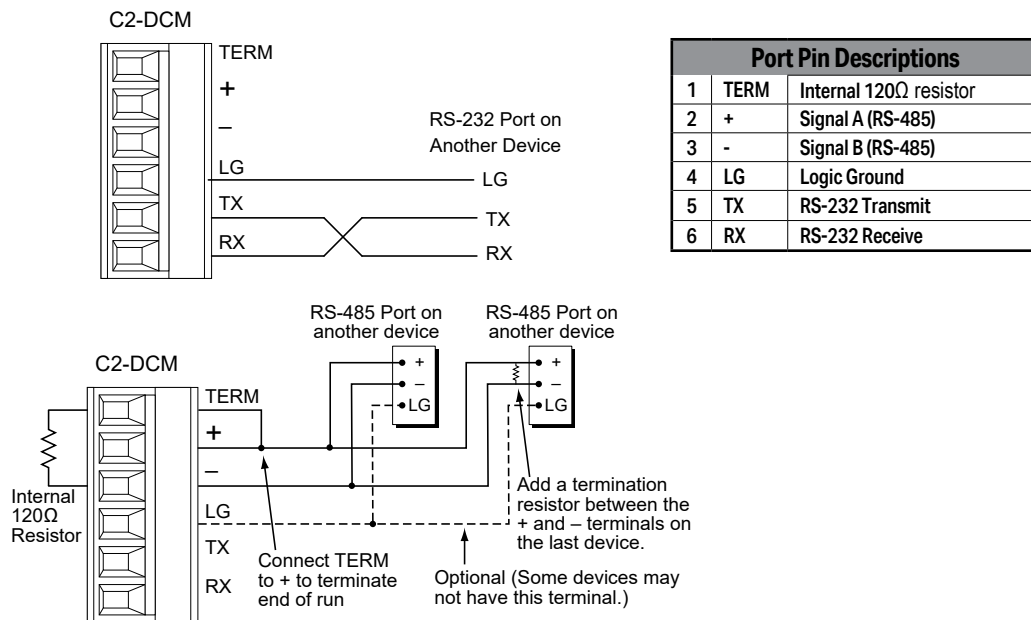 C2-DCM
TERM
+
–
LG
TX
RX
RS-232 Port on
Another Device
LG
TX
RX
Port Pin Descriptions
1 TERM Internal 120Ω resistor
2 + Signal A (RS-485)
3 - Signal B (RS-485)
4 LG Logic Ground
5 TX RS-232 Transmit
6 RX RS-232 Receive
RS-485 Port on
another device
+
–
LG
RS-485 Port on
another device
+
–
LG
C2-DCM
TERM
+
–
LG
TX
RX
Internal
120Ω
Resistor
Connect TERM
to + to terminate
end of run
Add a termination
resistor between the
+ and – terminals on
the last device.
Optional (Some devices may
not have this terminal.)